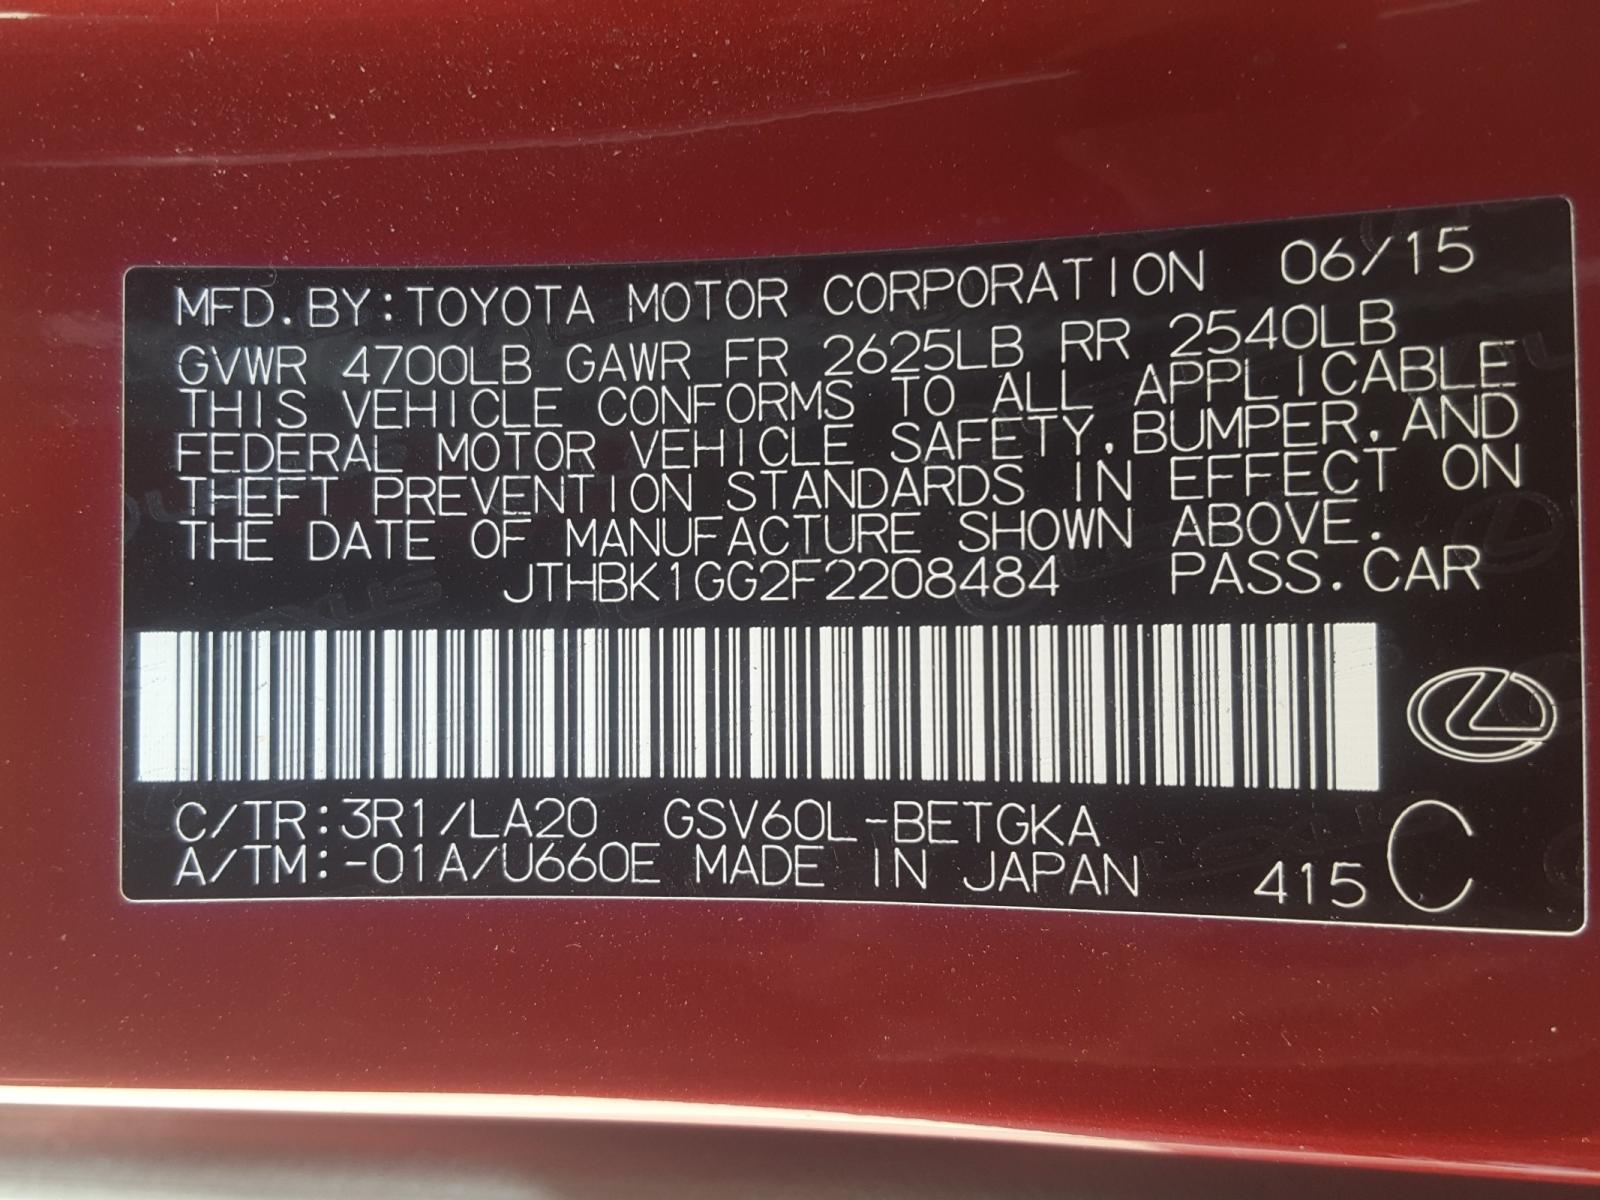 MFD.BY:TOYOTA MOTOR CORPORATION 06/15
GVWR 4700LB GAWR FR 2625LB RR 2540LB
THIS VEHICLE CONFORMS TO ALL APPLICABLE
FEDERAL MOTOR VEHICLE SAFETY,BUMPER,AND
THEFT PREVENTION STANDARDS IN EFFECT ON
THE DATE OF MANUFACTURE SHOWN ABOVE.
JTHBK1GG2F2208484 PASS.CAR
C/TR:3R1/LA20 GSV60L-BETGKA
A/TM:-01A/U660E MADE IN JAPAN 415 C